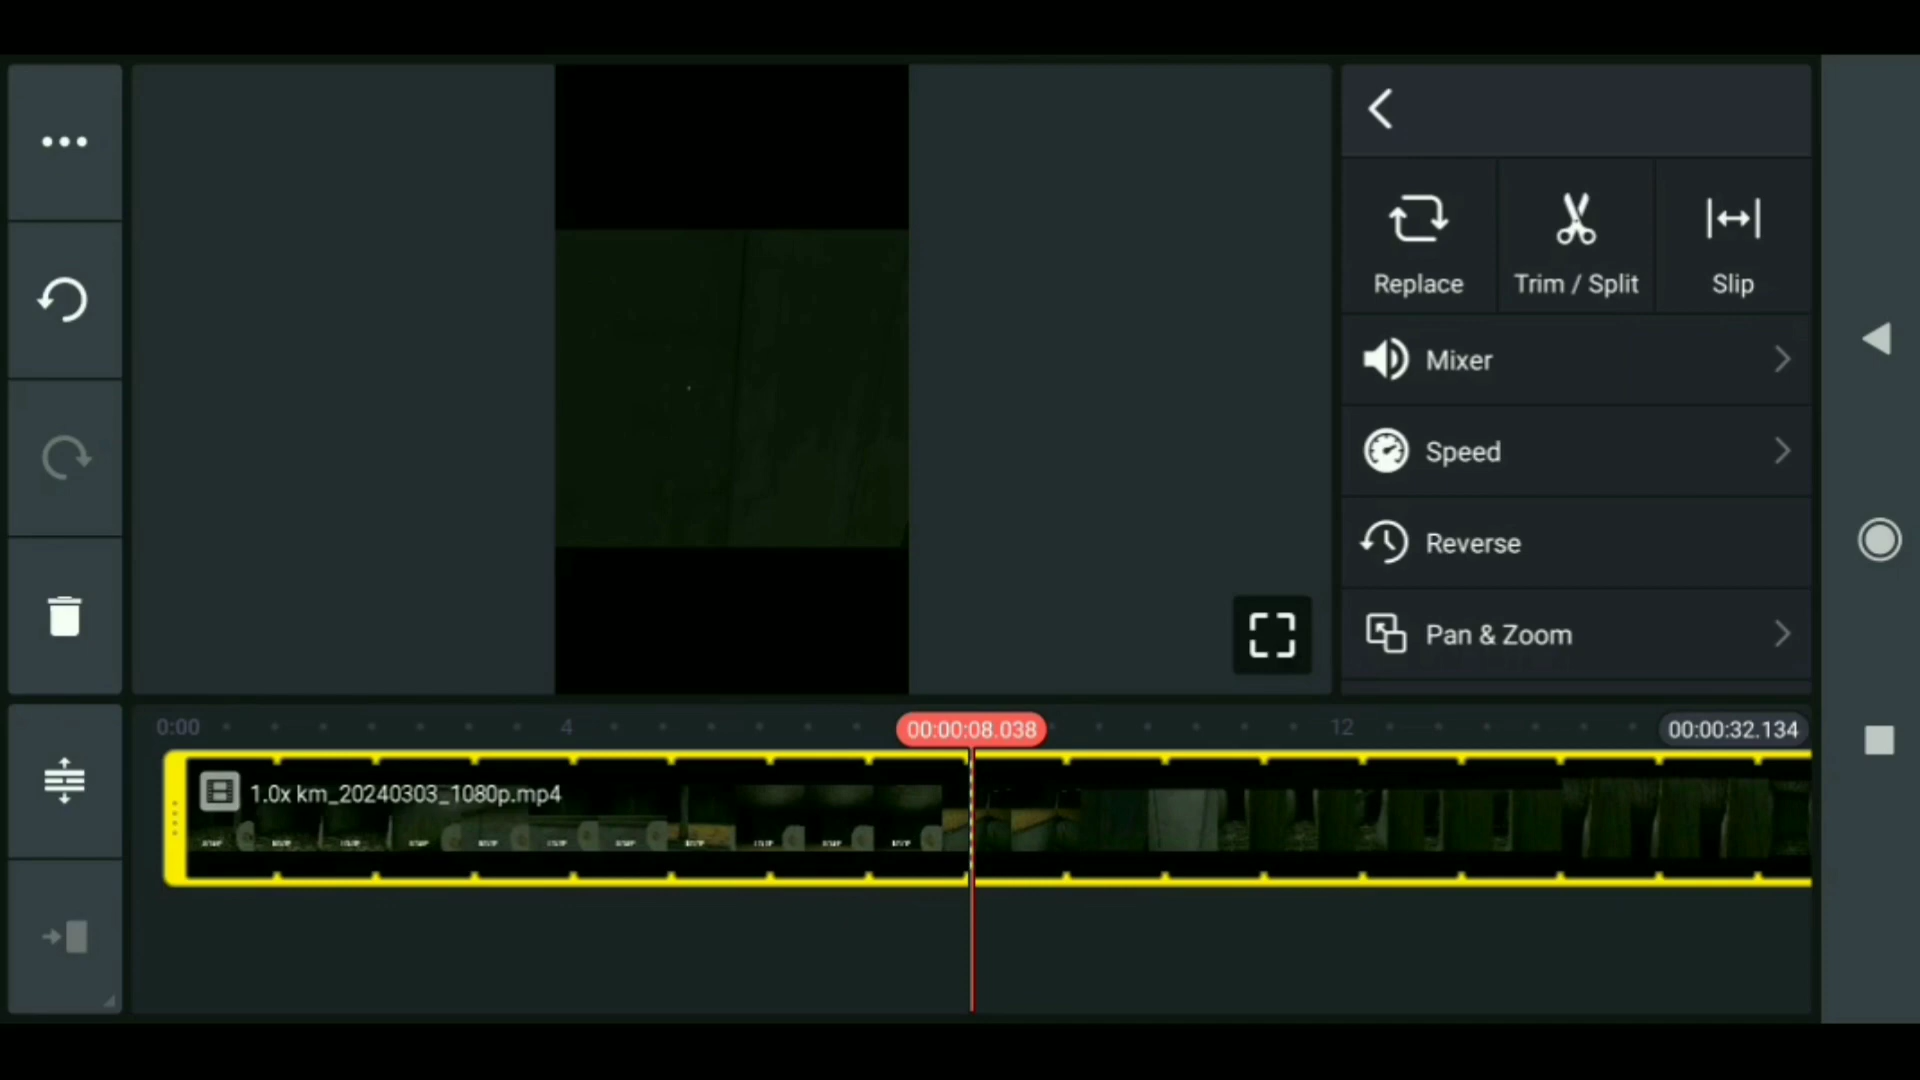 Replace
Trim / Split
Slip
Mixer
Speed
Reverse
Pan & Zoom
0:00
4
00:00:08.038
12
00:00:32.134
1.0x km_20240303_1080p.mp4